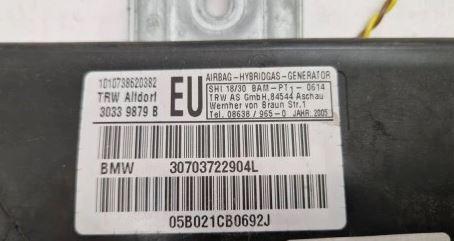 1010738620382
TRW Alfdorf
3033 9879 B
EU
AIRBAG-HYBRIDGAS-GENERATOR
SHI 18/30 BAM-PT1-0614
TRW AS GmbH, 84544 Aschau
Wernher von Braun Str.1
Tel. 08638/965-0 JAHR: 2005
BMW 30703722904L
05B021CB0692J